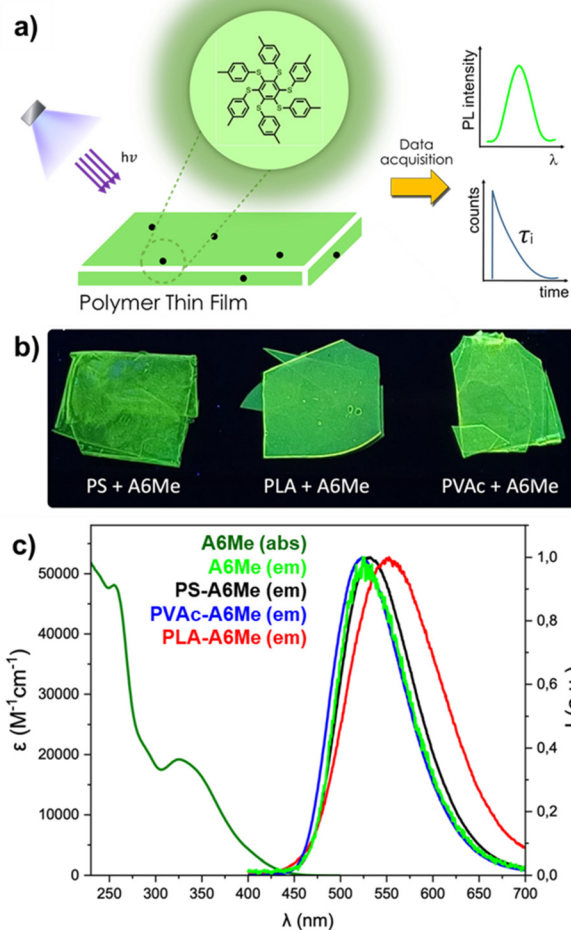 a)
hν
S S
S S
S S
Data
acquisition
PL intensity
λ
counts
τi
time
Polymer Thin Film
b)
PS + A6Me
PLA + A6Me
PVAc + A6Me
c)
A6Me (abs)
A6Me (em)
PS-A6Me (em)
PVAc-A6Me (em)
PLA-A6Me (em)
ε (M⁻¹cm⁻¹)
50000
40000
30000
20000
10000
0
1,0
0,8
0,6
0,4
0,2
0,0
250 300 350 400 450 500 550 600 650 700
λ (nm)